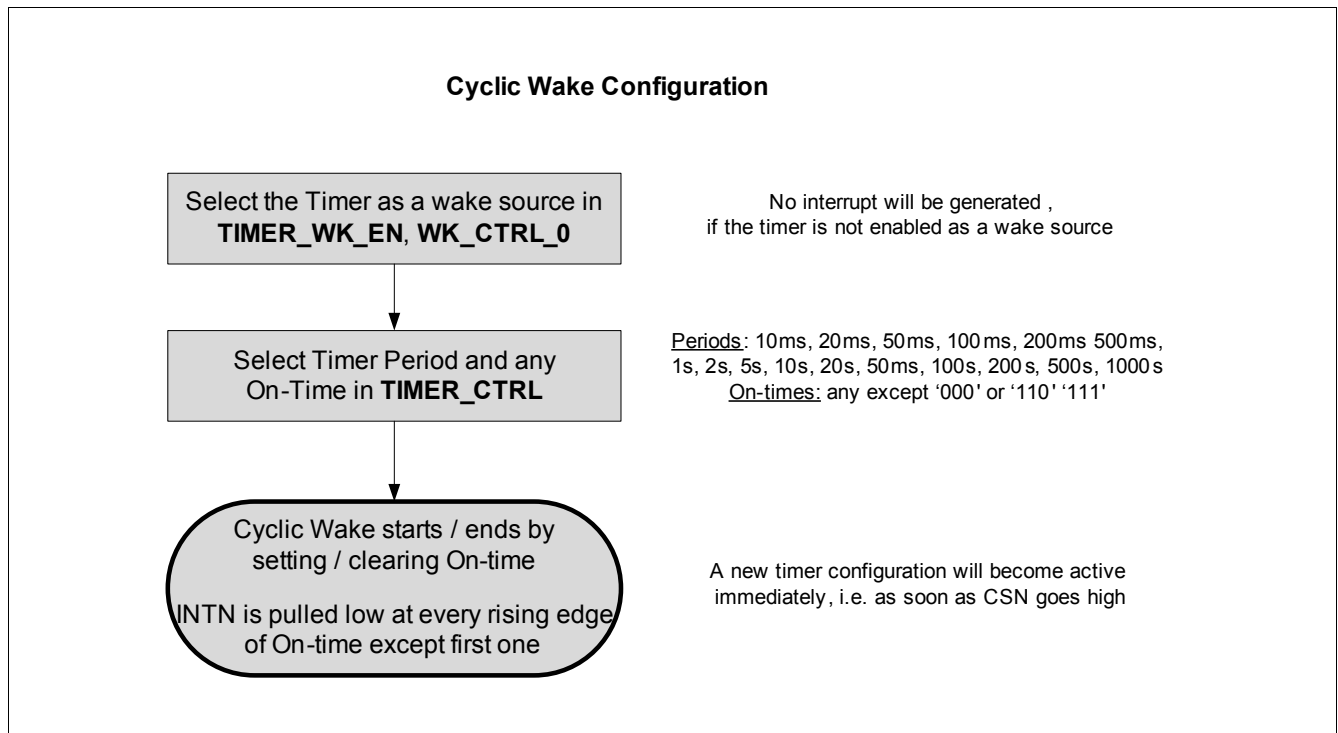 Cyclic Wake Configuration
Select the Timer as a wake source in
TIMER_WK_EN, WK_CTRL_0
No interrupt will be generated ,
if the timer is not enabled as a wake source
Select Timer Period and any
On-Time in TIMER_CTRL
Periods: 10ms, 20ms, 50ms, 100ms, 200ms 500ms,
1s, 2s, 5s, 10s, 20s, 50ms, 100s, 200s, 500s, 1000s
On-times: any except ‘000' or ‘110' ‘111'
Cyclic Wake starts / ends by
setting / clearing On-time
INTN is pulled low at every rising edge
of On-time except first one
A new timer configuration will become active
immediately, i.e. as soon as CSN goes high